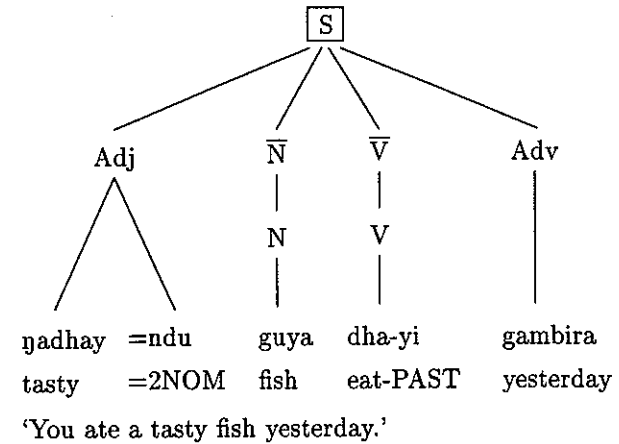 S
Adj N̅ V̅ Adv
N V
ŋadhay =ndu guya dha-yi gambira
tasty =2NOM fish eat-PAST yesterday
‘You ate a tasty fish yesterday.’